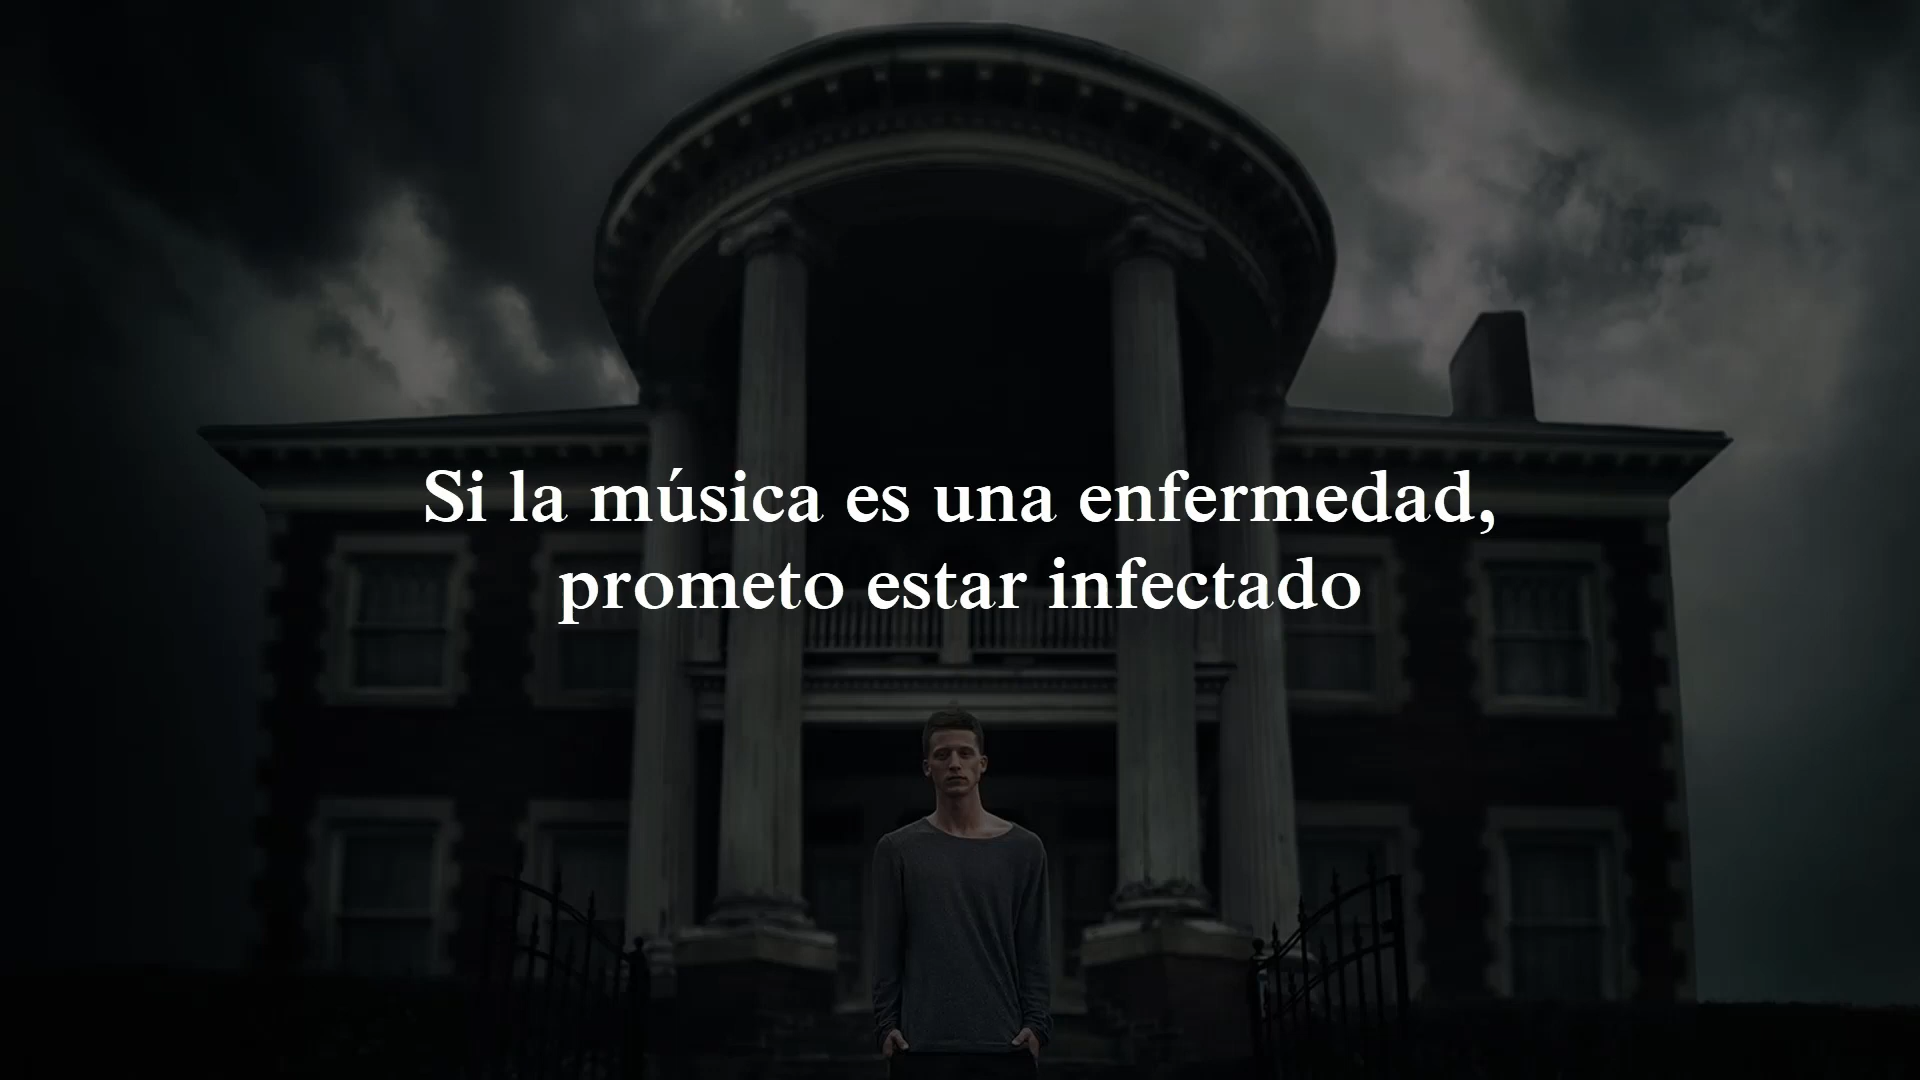 Si la música es una enfermedad,
prometo estar infectado